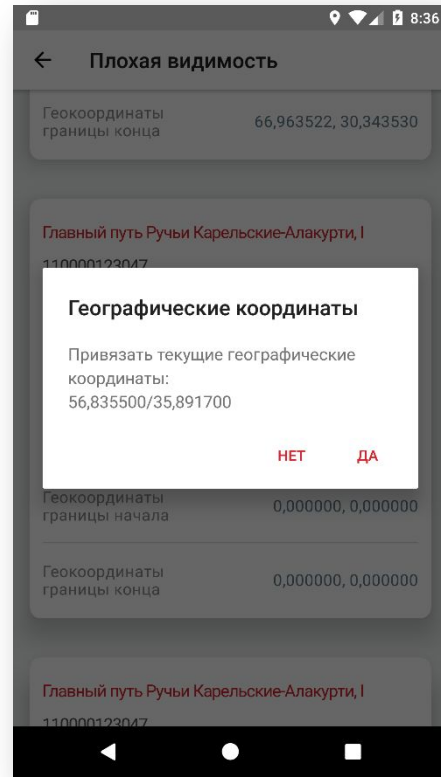 8:36
Плохая видимость
Геокоординаты
границы конца
66,963522, 30,343530
Главный путь Ручьи Карельские-Алакурти, I
110000123047
Географические координаты
Привязать текущие географические
координаты:
56,835500/35,891700
НЕТ ДА
Геокоординаты
границы начала
0,000000, 0,000000
Геокоординаты
границы конца
0,000000, 0,000000
Главный путь Ручьи Карельские-Алакурти, I
110000123047